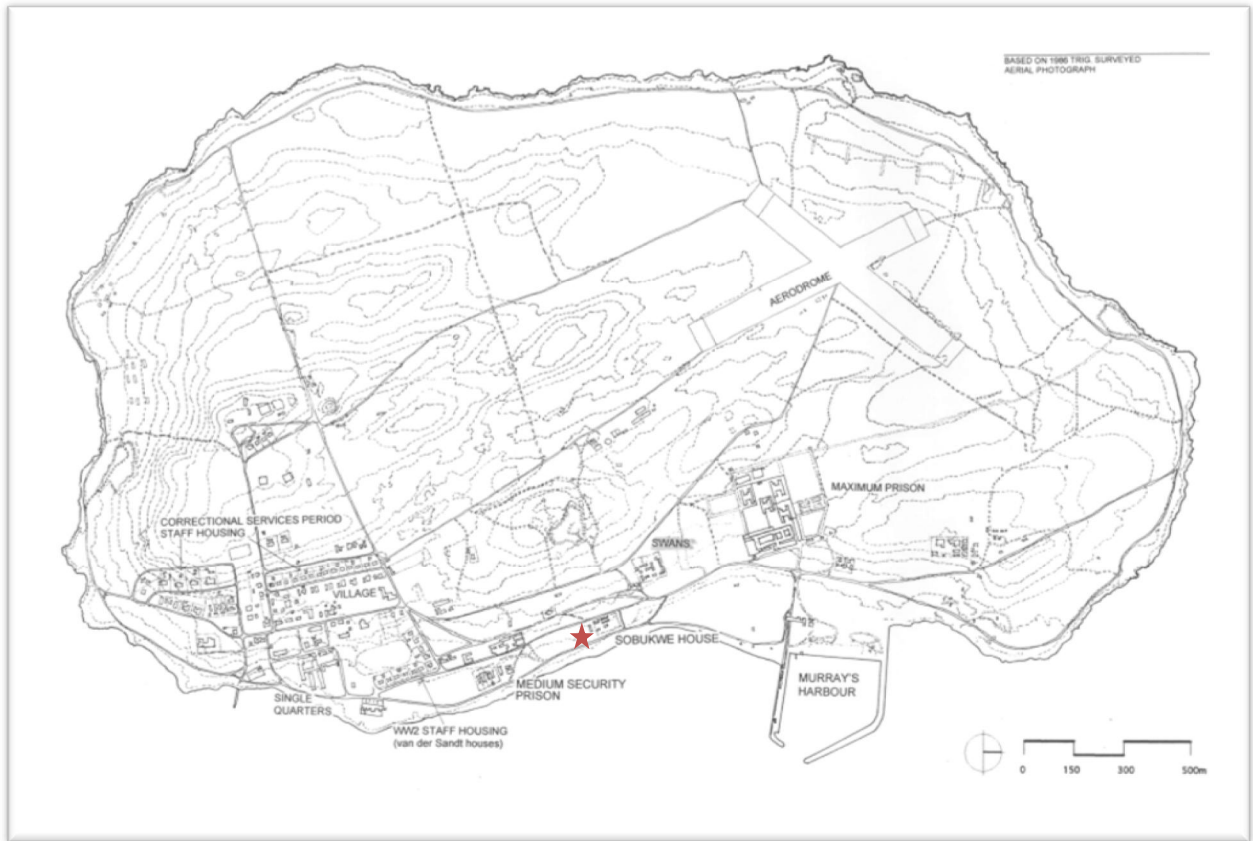 BASED ON 1986 TRIG. SURVEYED
AERIAL PHOTOGRAPH
AERODROME
MAXIMUM PRISON
CORRECTIONAL SERVICES PERIOD
STAFF HOUSING
SWANS
VILLAGE
SOBUKWE HOUSE
MURRAY'S
HARBOUR
MEDIUM SECURITY
PRISON
SINGLE
QUARTERS
WW2 STAFF HOUSING
(van der Sandt houses)
0 150 300 500m